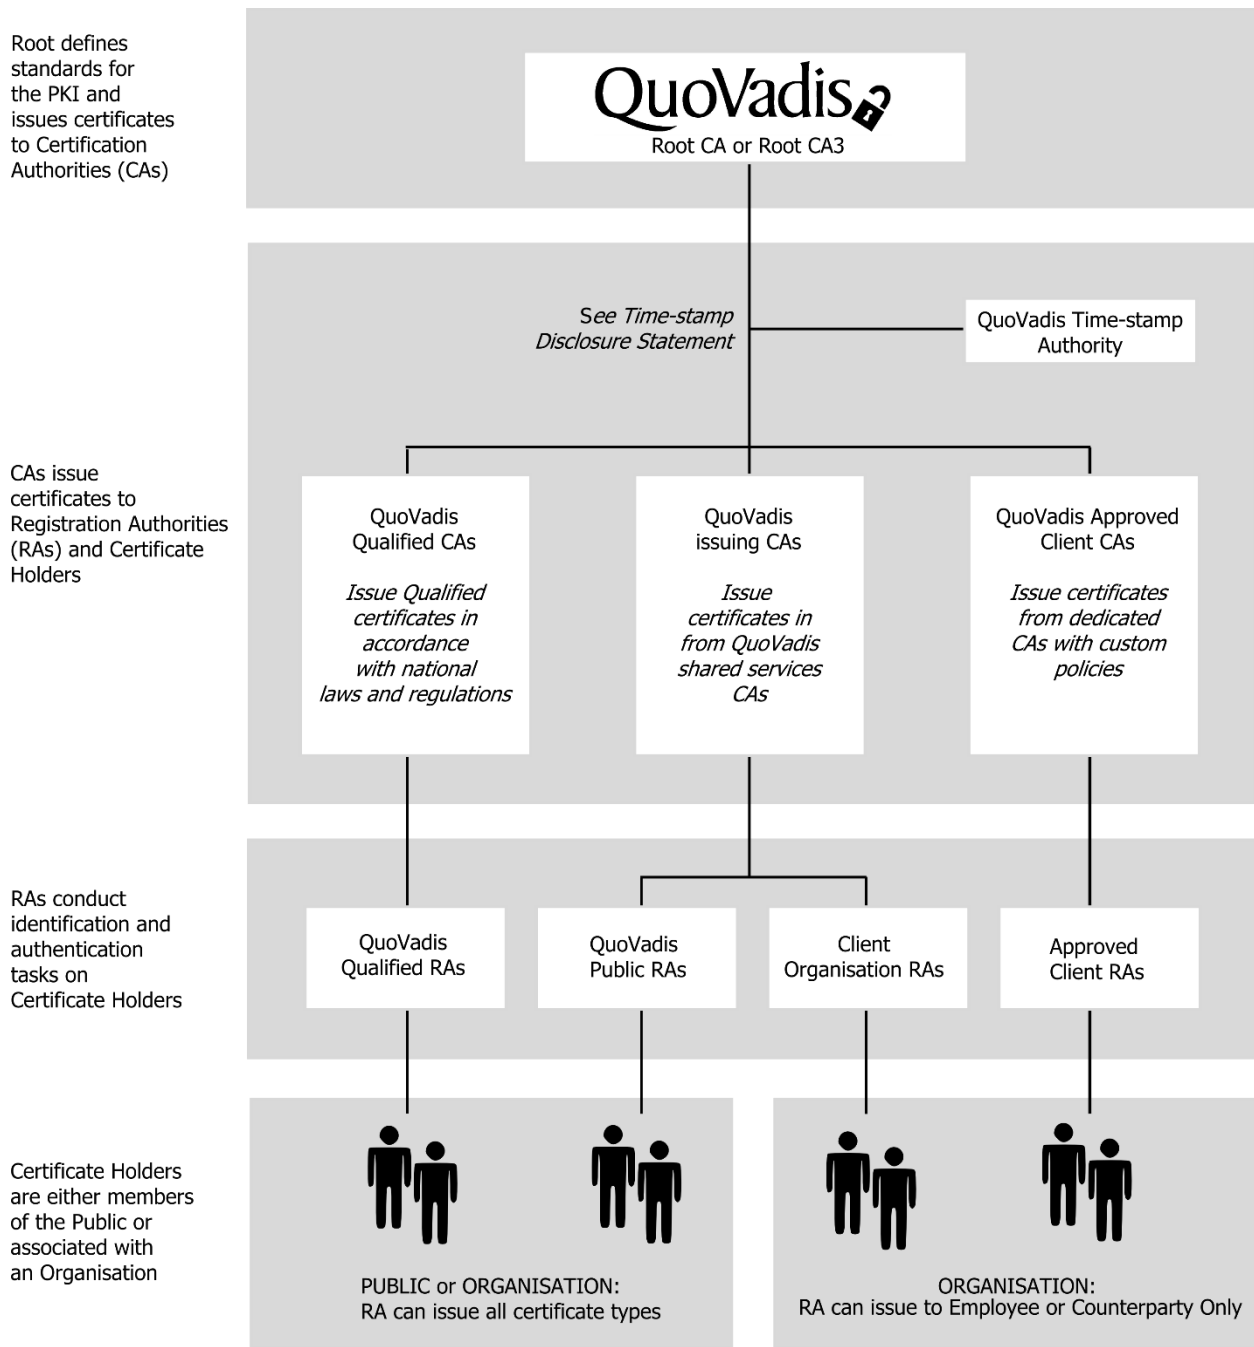 Root defines
standards for
the PKI and
issues certificates
to Certification
Authorities (CAs)
QuoVadis
Root CA or Root CA3
See Time-stamp
Disclosure Statement
QuoVadis Time-stamp
Authority
CAs issue
certificates to
Registration Authorities
(RAs) and Certificate
Holders
QuoVadis
Qualified CAs
Issue Qualified
certificates in
accordance
with national
laws and regulations
QuoVadis
issuing CAs
Issue
certificates in
from QuoVadis
shared services
CAs
QuoVadis Approved
Client CAs
Issue certificates
from dedicated
CAs with custom
policies
RAs conduct
identification and
authentication
tasks on
Certificate Holders
QuoVadis
Qualified RAs
QuoVadis
Public RAs
Client
Organisation RAs
Approved
Client RAs
Certificate Holders
are either members
of the Public or
associated with
an Organisation
PUBLIC or ORGANISATION:
RA can issue all certificate types
ORGANISATION:
RA can issue to Employee or Counterparty Only